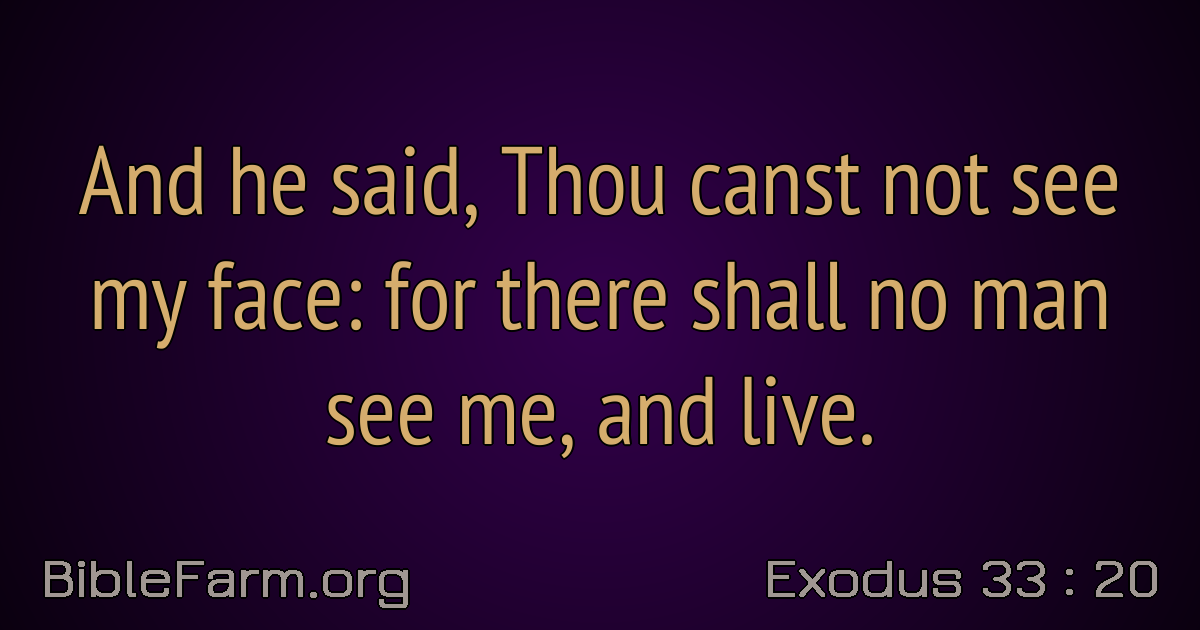 And he said, Thou canst not see
my face: for there shall no man
see me, and live.
BibleFarm.org
Exodus 33 : 20